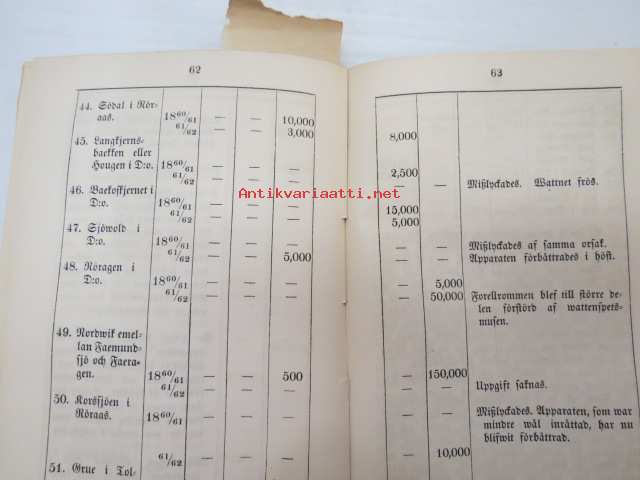 62
44. Södal i Rör-
aas. 18 60/61 — — 10,000
61/62 — — 3,000
45. Langkjerns-
baekken eller
Hougen i D:o. 18 60/61 — — —
61/62 — — —
46. Backosfkjernet i
D:o. 18 60/61 — — —
61/62 — — —
47. Sjöwold i
D:o. 18 60/61 — — —
61/62 — — 5,000
48. Röragen i
D:o. 18 60/61 — — —
61/62 — — —
49. Nordwik emel-
lan Faemund-
sjö och Faera-
gen. 18 60/61 — — 500
61/62 — — —
50. Korssjöen i
Röraas. 18 60/61 — — —
61/62 — — —
51. Grue i Tol-
63
8,000
2,500
— — Mißlyckades. Wattnet frös.
15,000
5,000
— — Mißlyckades af samma orsak.
— — Apparaten förbättrades i höst.
— 5,000
— 50,000 Forellrommen blef till större de-
len förstörd af wattenspets-
musen.
— 150,000
— — Uppgift saknas.
— — Mißlyckades. Apparaten, som war
mindre wäl inrättad, har nu
blifwit förbättrad.
— 10,000
Antikvariaatti.net